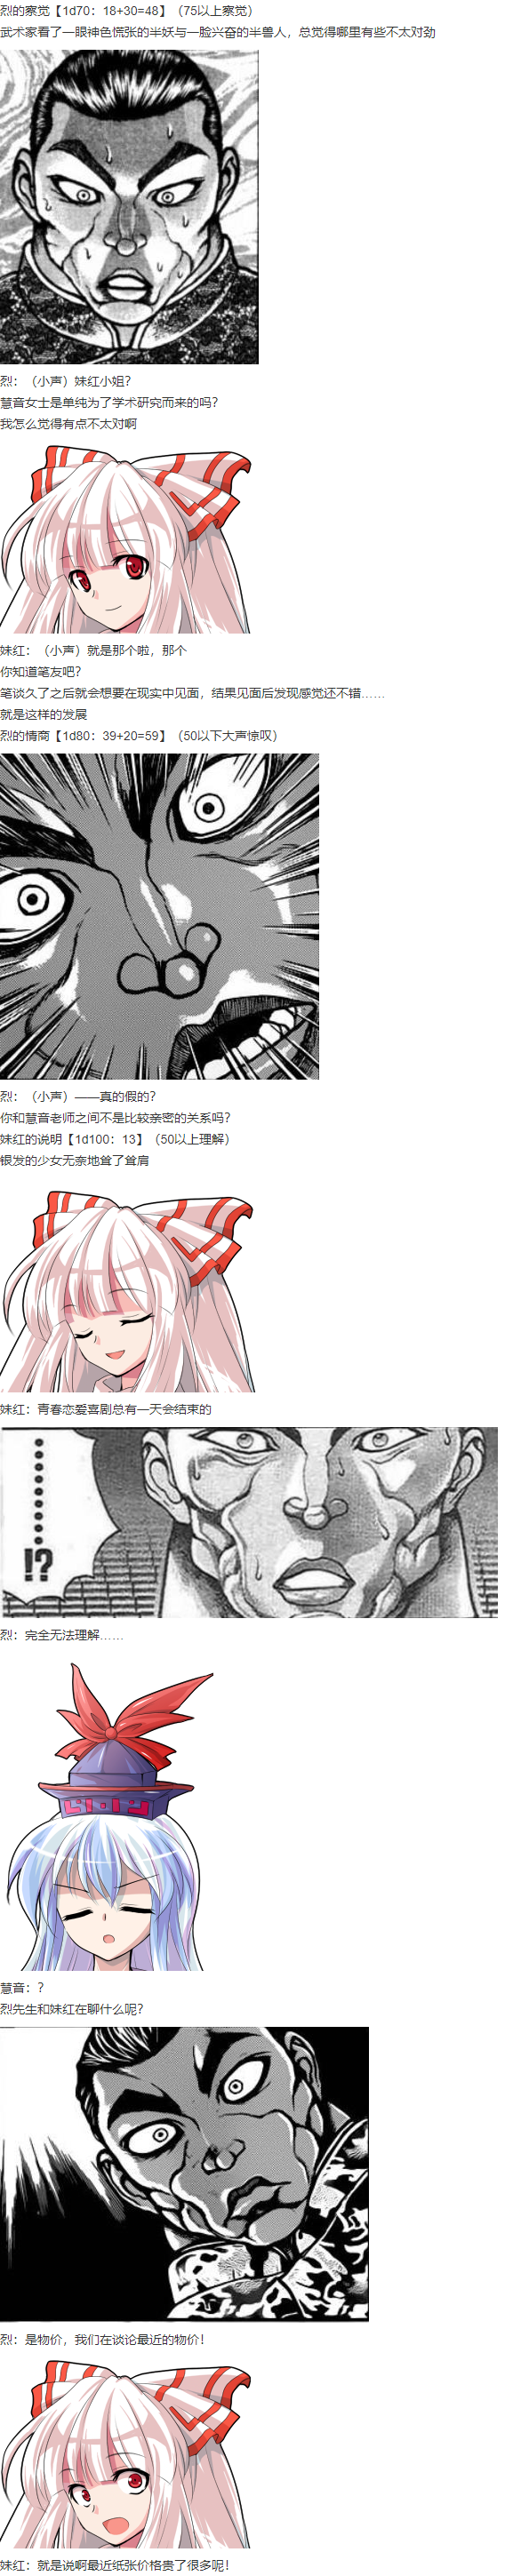 烈的察觉【1d70：18+30=48】（75以上察觉）
武术家看了一眼神色慌张的半妖与一脸兴奋的半兽人，总觉得哪里有些不太对劲
烈：（小声）妹红小姐？
慧音女士是单纯为了学术研究而来的吗？
我怎么觉得有点不太对啊
妹红：（小声）就是那个啦，那个
你知道笔友吧？
笔谈久了之后就会想要在现实中见面，结果见面后发现感觉还不错……
就是这样的发展
烈的情商【1d80：39+20=59】（50以下大声惊叹）
烈：（小声）——真的假的？
你和慧音老师之间不是比较亲密的关系吗？
妹红的说明【1d100：13】（50以上理解）
银发的少女无奈地耸了耸肩
妹红：青春恋爱喜剧总有一天会结束的
………!?
烈：完全无法理解……
慧音：？
烈先生和妹红在聊什么呢？
烈：是物价，我们在谈论最近的物价！
妹红：就是说啊最近纸张价格贵了很多呢！